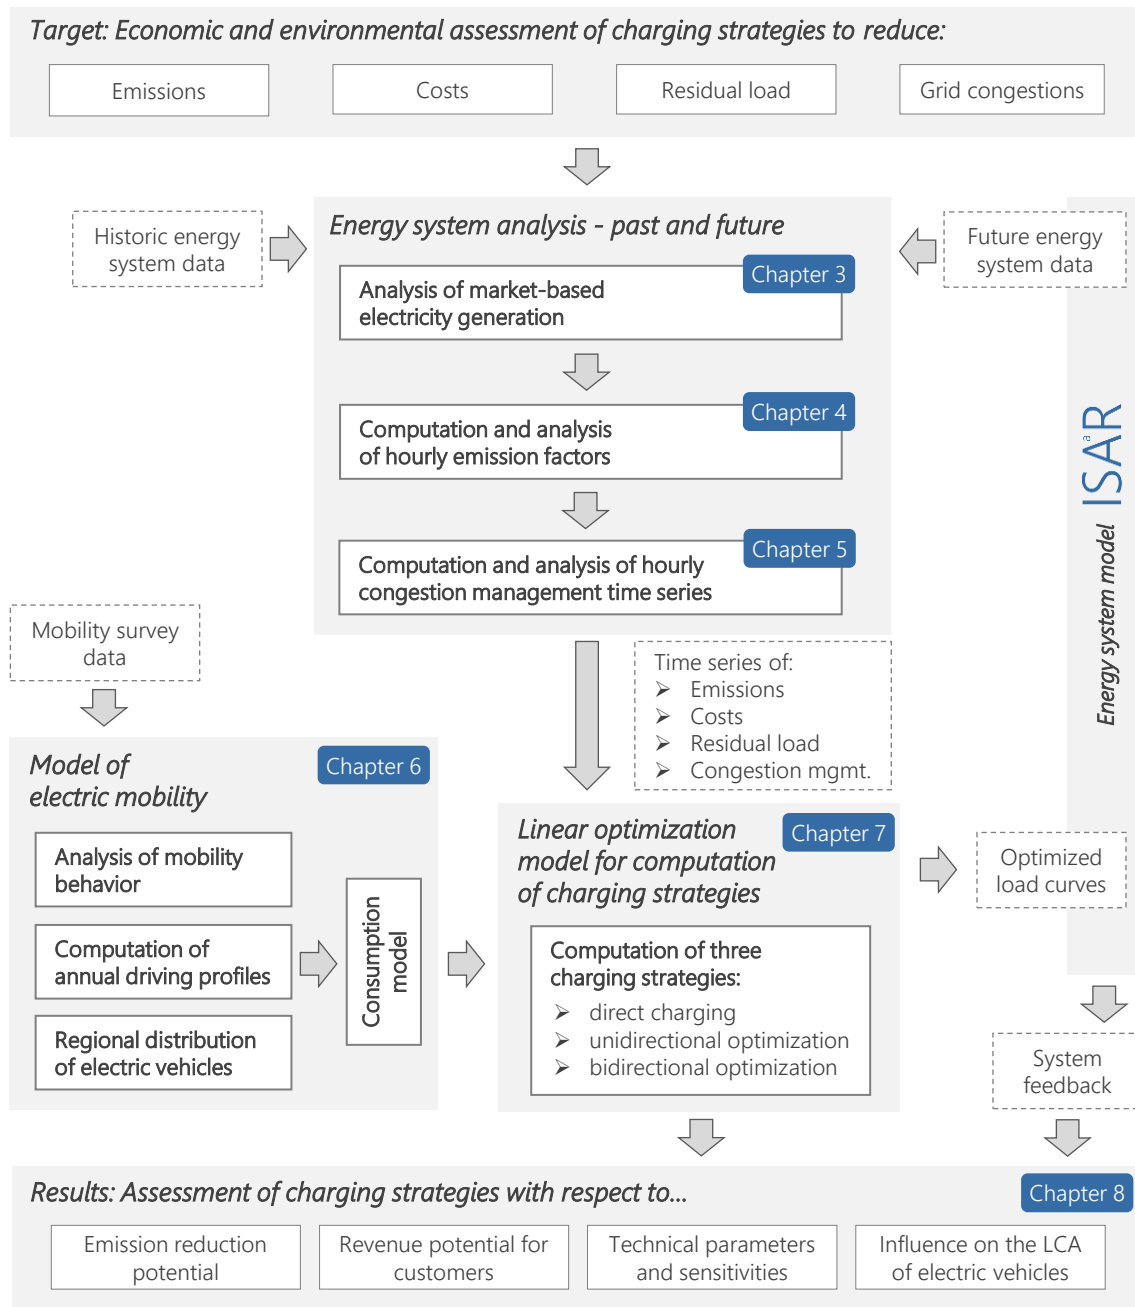 Target: Economic and environmental assessment of charging strategies to reduce:
Emissions
Costs
Residual load
Grid congestions
Historic energy
system data
Energy system analysis - past and future
Future energy
system data
Chapter 3
Analysis of market-based
electricity generation
Chapter 4
Computation and analysis
of hourly emission factors
Chapter 5
Computation and analysis of hourly
congestion management time series
Energy system model ISAaR
Mobility survey
data
Time series of:
➢ Emissions
➢ Costs
➢ Residual load
➢ Congestion mgmt.
Model of
electric mobility
Chapter 6
Analysis of mobility
behavior
Computation of
annual driving profiles
Regional distribution
of electric vehicles
Consumption
model
Linear optimization
model for computation
of charging strategies
Chapter 7
Computation of three
charging strategies:
➢ direct charging
➢ unidirectional optimization
➢ bidirectional optimization
Optimized
load curves
System
feedback
Results: Assessment of charging strategies with respect to...
Chapter 8
Emission reduction
potential
Revenue potential for
customers
Technical parameters
and sensitivities
Influence on the LCA
of electric vehicles